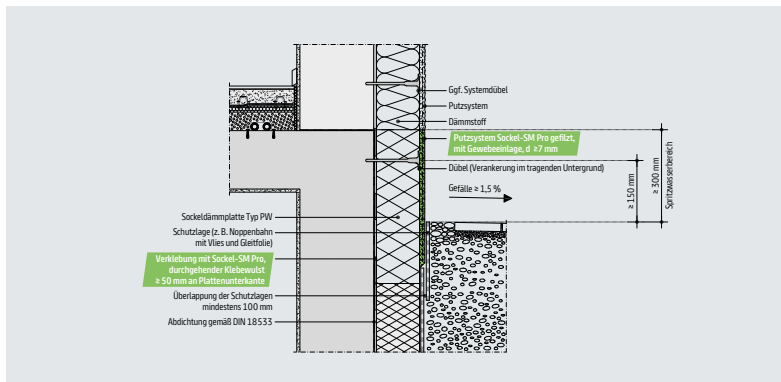 Ggf. Systemdübel
Putzsystem
Dämmstoff
Putzsystem Sockel-SM Pro gefilzt,
mit Gewebeeinlage, d ≥7 mm
Dübel (Verankerung im tragenden Untergrund)
Gefälle ≥ 1,5 %
≥ 150 mm
≥ 300 mm
Spritzwasserbereich
Sockeldämmplatte Typ PW
Schutzlage (z. B. Noppenbahn
mit Vlies und Gleitfolie)
Verklebung mit Sockel-SM Pro,
durchgehender Klebewulst
≥ 50 mm an Plattenunterkante
Überlappung der Schutzlagen
mindestens 100 mm
Abdichtung gemäß DIN 18533